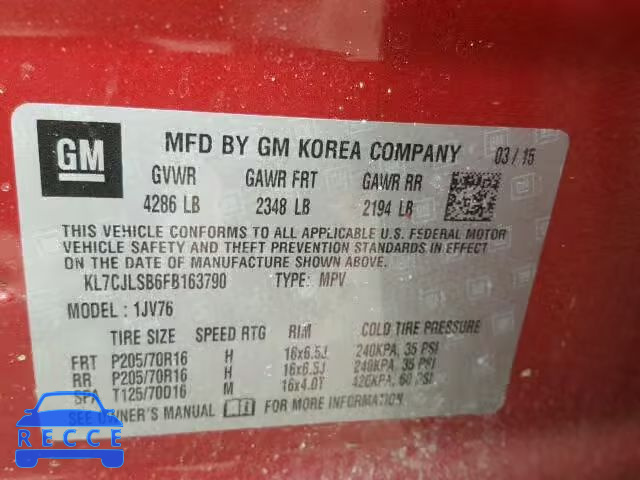 GM
MFD BY GM KOREA COMPANY 03/15
GVWR GAWR FRT GAWR RR
4286 LB 2348 LB 2194 LB
THIS VEHICLE CONFORMS TO ALL APPLICABLE U.S. FEDERAL MOTOR
VEHICLE SAFETY AND THEFT PREVENTION STANDARDS IN EFFECT
ON THE DATE OF MANUFACTURE SHOWN ABOVE.
KL7CJLSB6FB163790 TYPE: MPV
MODEL: 1JV76
TIRE SIZE SPEED RTG RIM COLD TIRE PRESSURE
FRT P205/70R16 H 16x6.5J 240KPA, 35 PSI
RR P205/70R16 H 16x6.5J 240KPA, 35 PSI
SPA T125/70D16 M 16x4.0T 420KPA, 60 PSI
SEE OWNER'S MANUAL FOR MORE INFORMATION
RECCE